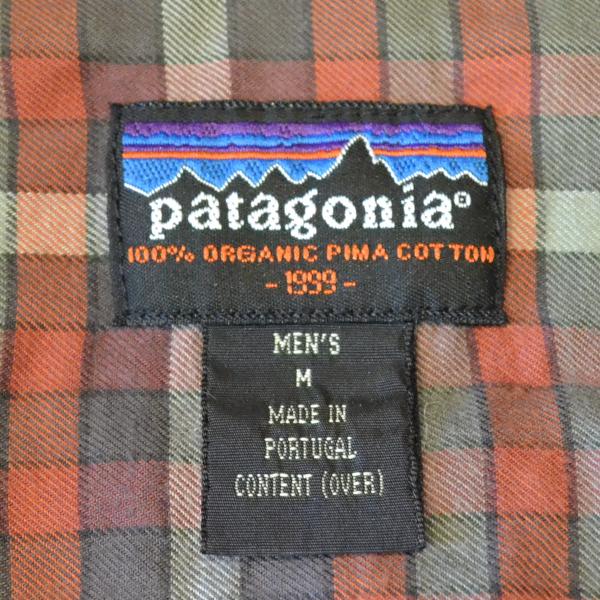 patagonia®
100% ORGANIC PIMA COTTON
- 1999 -
MEN'S
M
MADE IN
PORTUGAL
CONTENT (OVER)